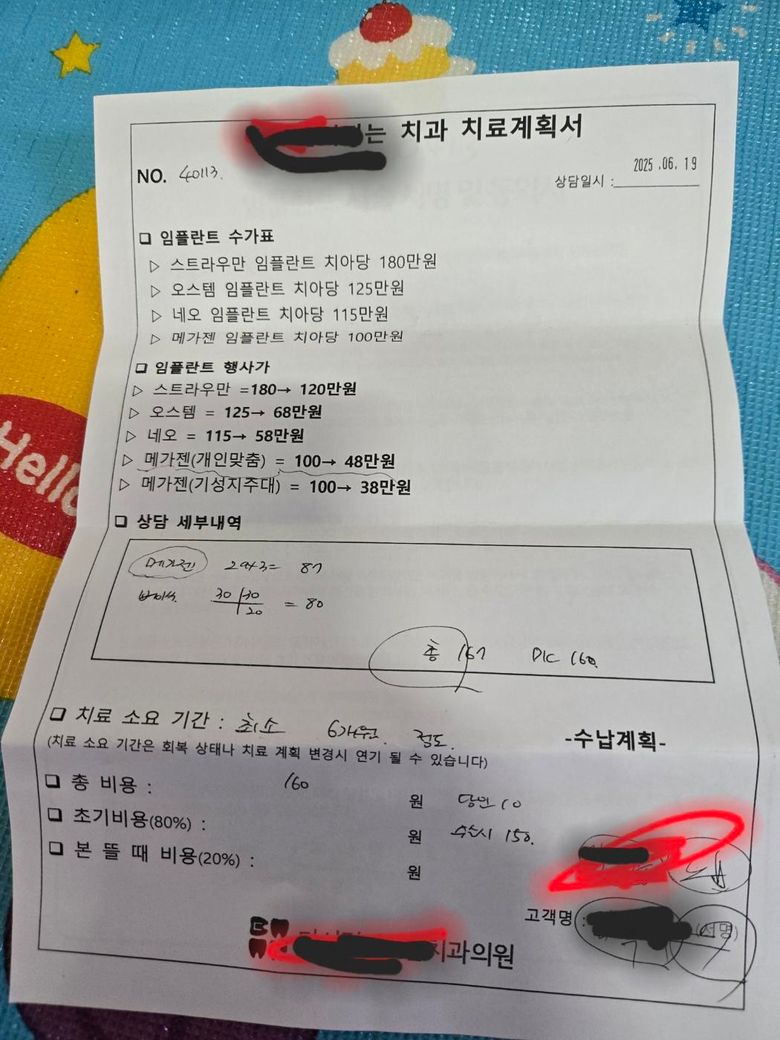 Hello
는 치과 치료계획서
NO. 40113.
상담일시 : 2025 .06. 19
❑ 임플란트 수가표
▷ 스트라우만 임플란트 치아당 180만원
▷ 오스템 임플란트 치아당 125만원
▷ 네오 임플란트 치아당 115만원
▷ 메가젠 임플란트 치아당 100만원
❑ 임플란트 행사가
▷ 스트라우만 =180→ 120만원
▷ 오스템 = 125→ 68만원
▷ 네오 = 115→ 58만원
▷ 메가젠(개인맞춤) = 100→ 48만원
▷ 메가젠(기성지주대) = 100→ 38만원
❑ 상담 세부내역
메가젠
30 30
20 = 80
총 167 D/C 160
❑ 치료 소요 기간 : 최소 6개월 정도.
(치료 소요 기간은 회복 상태나 치료 계획 변경시 연기 될 수 있습니다)
-수납계획-
❑ 총 비용 : 160 원 당일 10
❑ 초기비용(80%) : 원 수술시 150.
❑ 본 뜰 때 비용(20%) : 원
고객명 : (서명)
치과의원